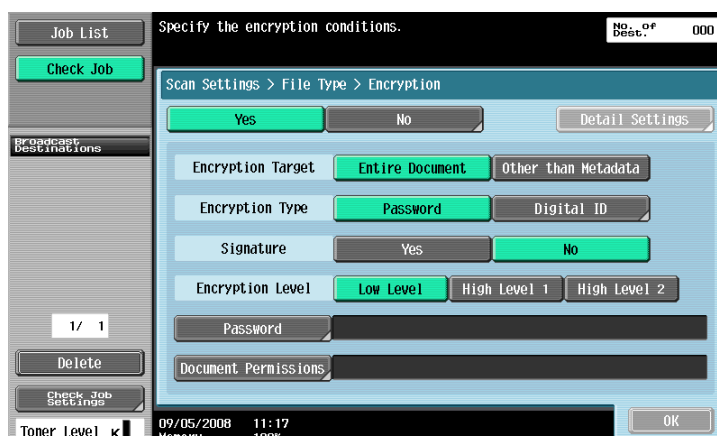 Job List
Check Job
Broadcast
Destinations
1/ 1
Delete
Check Job
Settings
Toner Level K
Specify the encryption conditions.
No. of
Dest.
000
Scan Settings > File Type > Encryption
Yes
No
Detail Settings
Encryption Target
Entire Document
Other than Metadata
Encryption Type
Password
Digital ID
Signature
Yes
No
Encryption Level
Low Level
High Level 1
High Level 2
Password
Document Permissions
09/05/2008 11:17
Memory 100%
OK